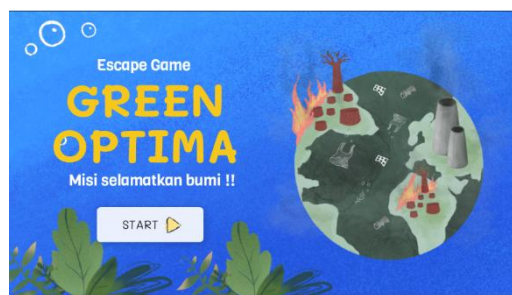 Escape Game
GREEN
OPTIMA
Misi selamatkan bumi !!
START